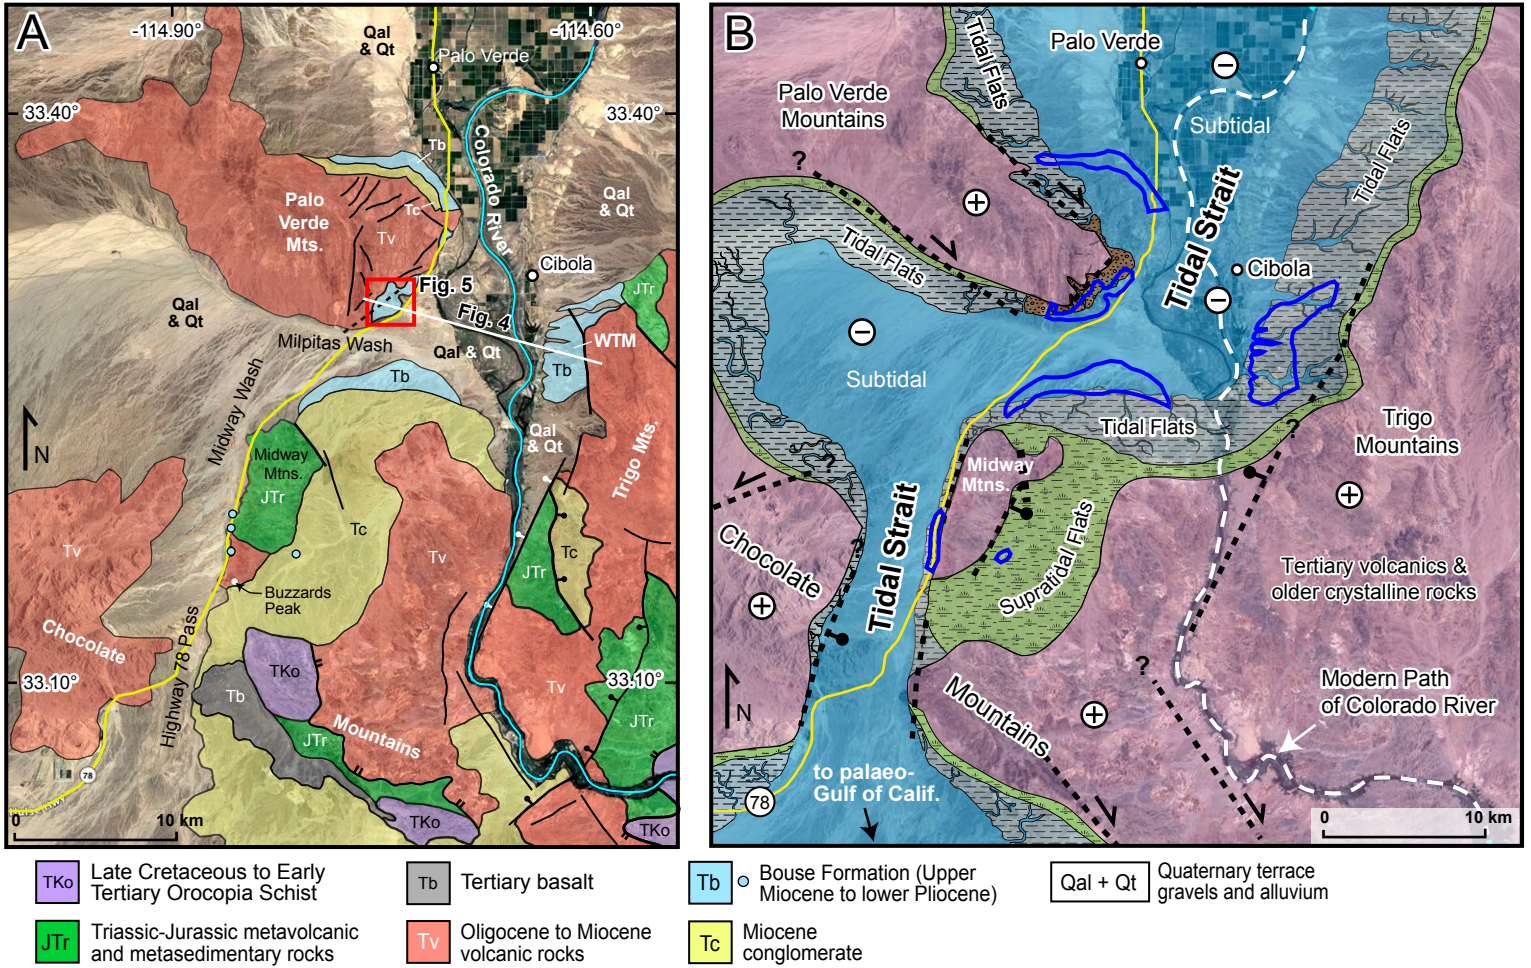 A
-114.90°
Qal
& Qt
-114.60°
Palo Verde
33.40°
33.40°
Colorado River
Tb
Palo
Verde
Mts.
Tc
Tv
Qal
& Qt
Cibola
Fig. 5
JTr
Qal
& Qt
Fig. 4
Milpitas Wash
Qal & Qt
WTM
Tb
Tb
Midway Wash
N
Qal
& Qt
Midway
Mtns.
JTr
Trigo Mts.
Tv
Tc
Tv
Tc
JTr
Buzzards
Peak
Chocolate
Highway 78 Pass
33.10°
33.10°
TKo
Tb
Tv
JTr
Mountains
JTr
78
TKo
TKo
0
10 km
B
Palo Verde
Tidal Flats
Palo Verde
Mountains
Subtidal
Tidal Flats
?
Tidal Strait
Tidal Flats
Cibola
Subtidal
Tidal Flats
Trigo
Mountains
?
?
Midway
Mtns.
Chocolate
?
Tidal Strait
Supratidal Flats
Tertiary volcanics &
older crystalline rocks
?
N
Mountains
Modern Path
of Colorado River
to palaeo-
Gulf of Calif.
78
0
10 km
TKo
Late Cretaceous to Early
Tertiary Orocopia Schist
Tb
Tertiary basalt
Tb
Bouse Formation (Upper
Miocene to lower Pliocene)
Qal + Qt
Quaternary terrace
gravels and alluvium
JTr
Triassic-Jurassic metavolcanic
and metasedimentary rocks
Tv
Oligocene to Miocene
volcanic rocks
Tc
Miocene
conglomerate